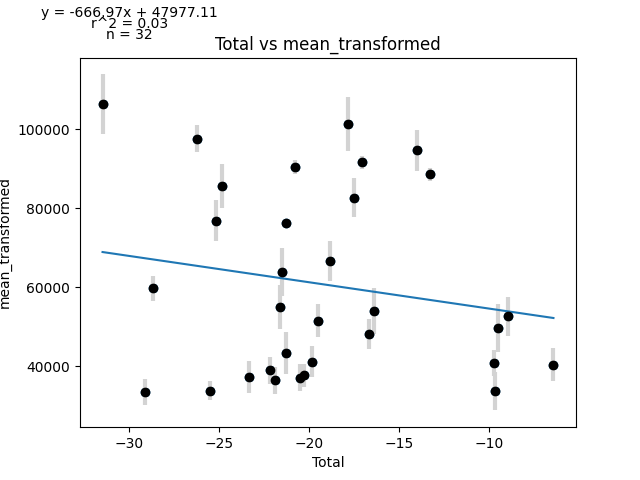 y = -666.97x + 47977.11
r^2 = 0.03
n = 32
Total vs mean_transformed
100000
80000
60000
40000
mean_transformed
−30
−25
−20
−15
−10
Total